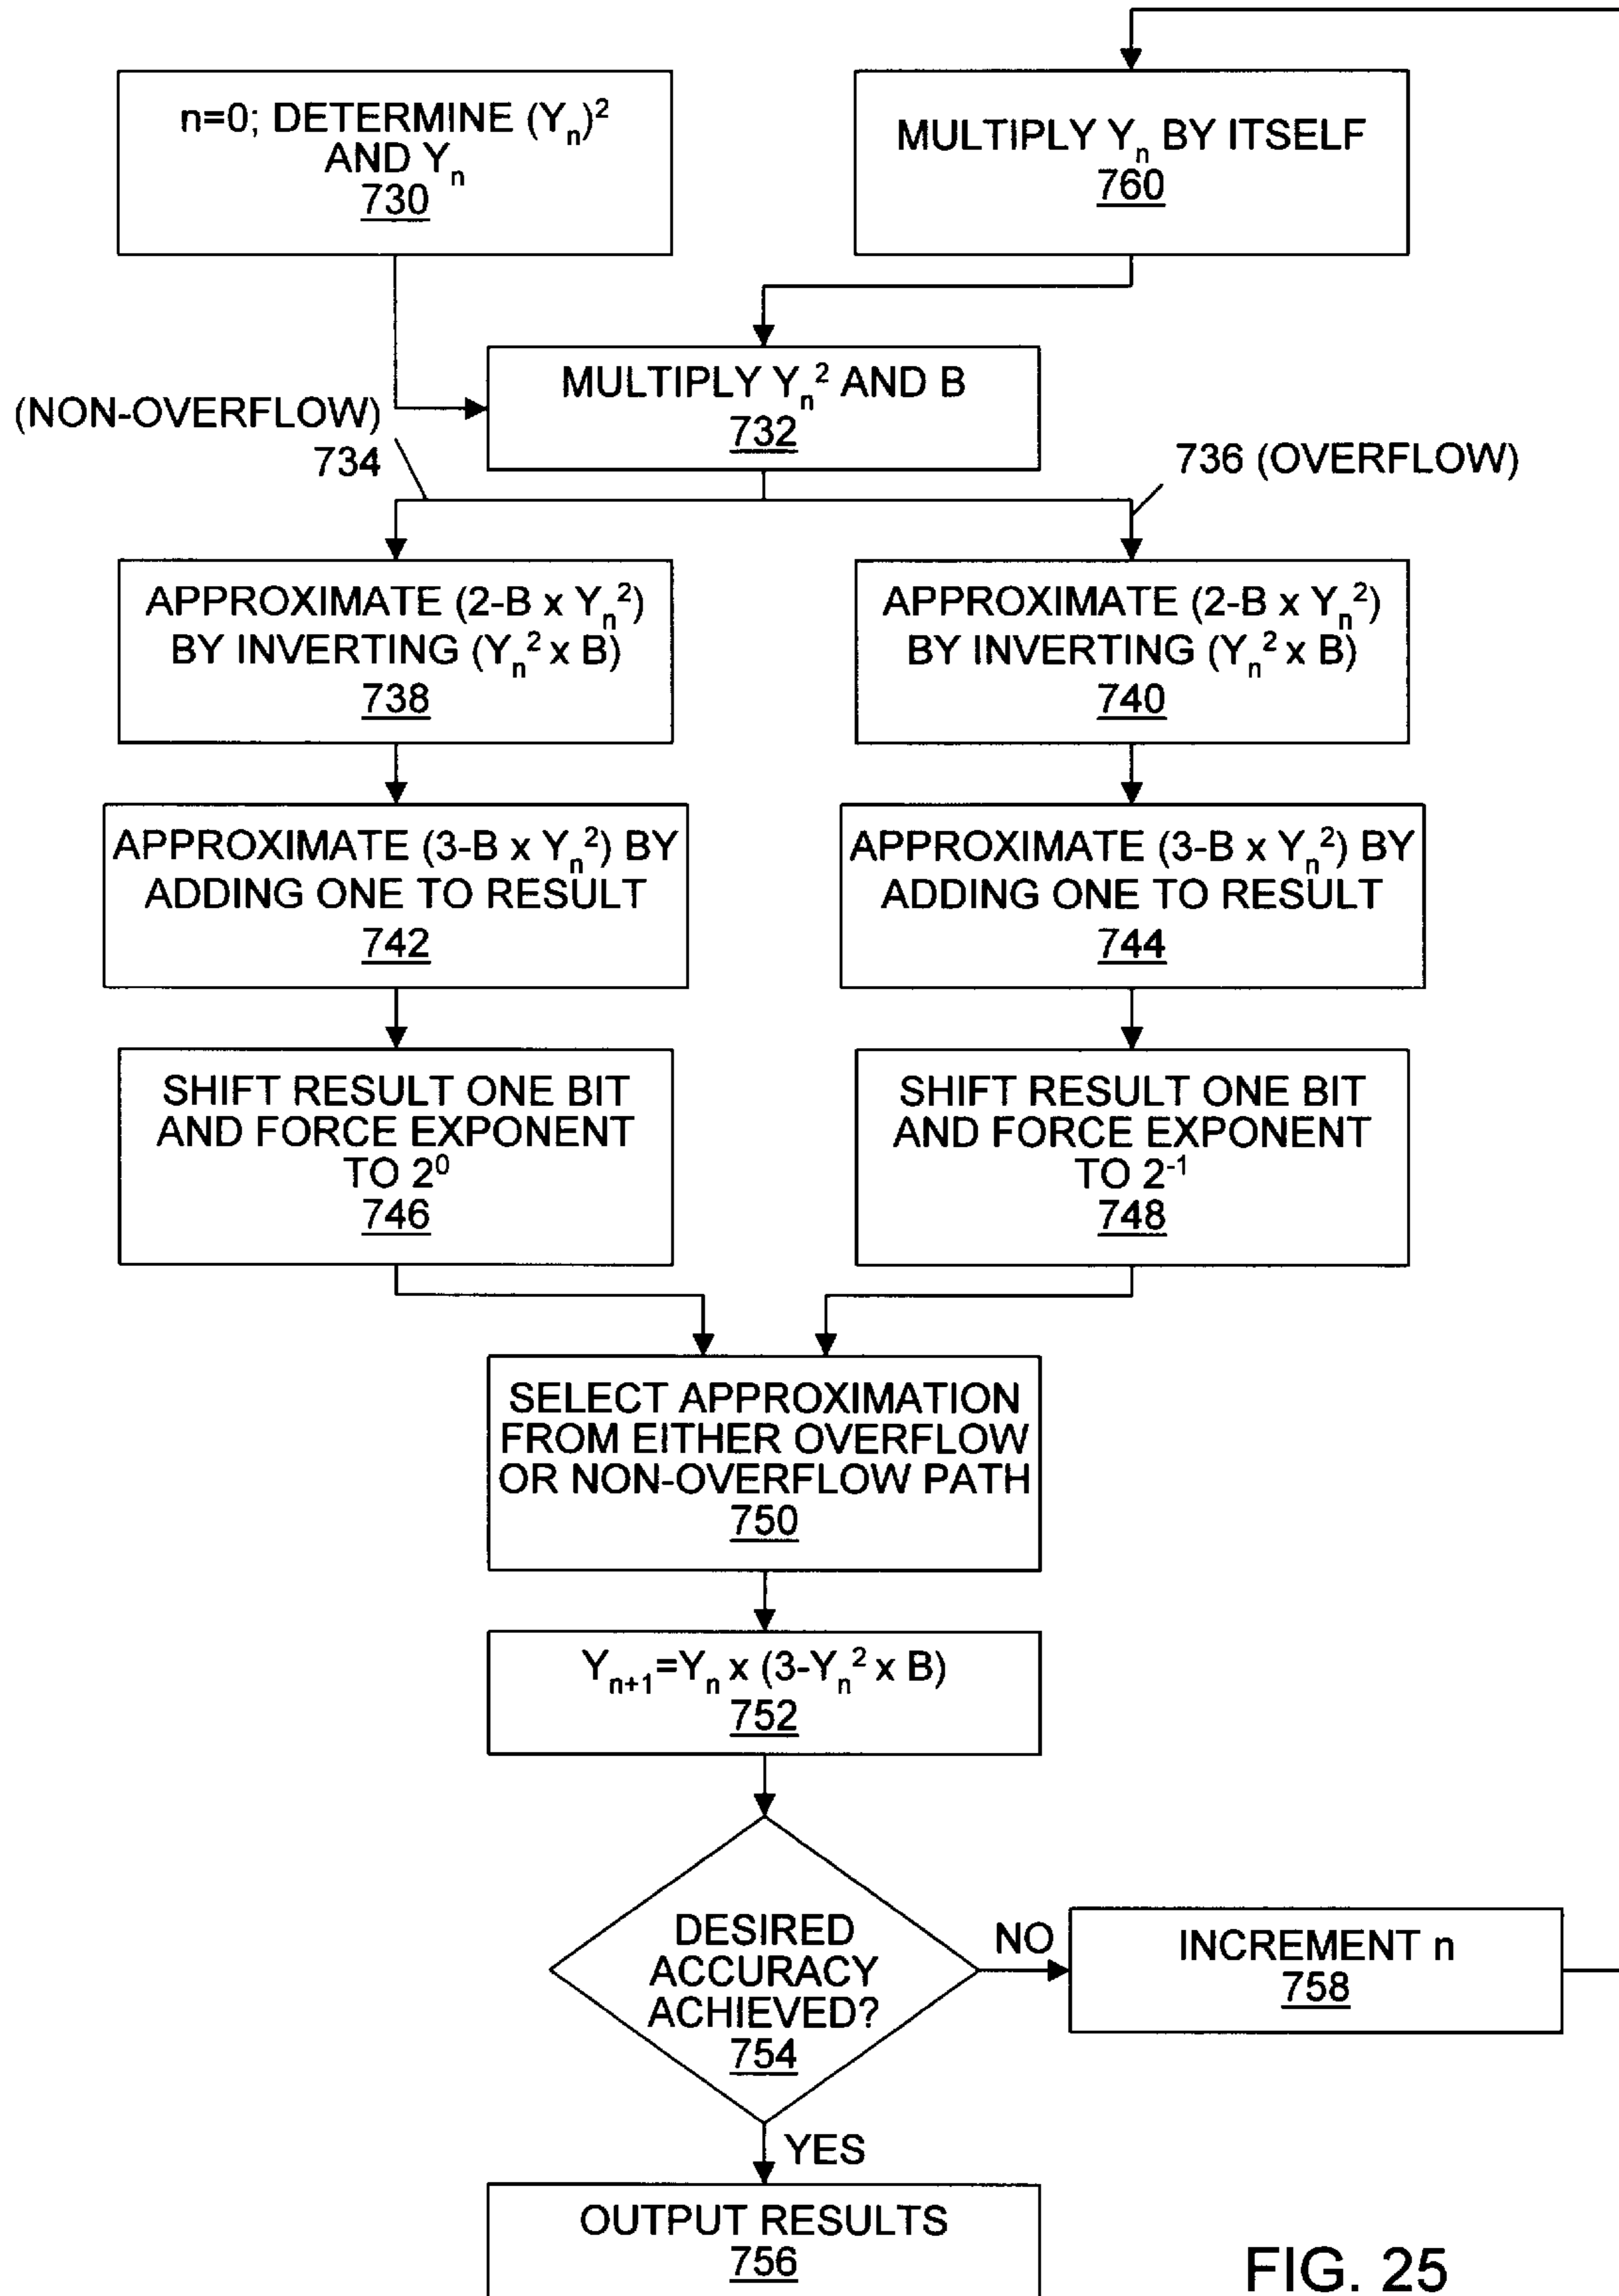 n=0; DETERMINE (Yₙ)²
AND Yₙ
730
MULTIPLY Yₙ BY ITSELF
760
MULTIPLY Yₙ² AND B
732
(NON-OVERFLOW)
734
736 (OVERFLOW)
APPROXIMATE (2-B x Yₙ²)
BY INVERTING (Yₙ² x B)
738
APPROXIMATE (2-B x Yₙ²)
BY INVERTING (Yₙ² x B)
740
APPROXIMATE (3-B x Yₙ²) BY
ADDING ONE TO RESULT
742
APPROXIMATE (3-B x Yₙ²) BY
ADDING ONE TO RESULT
744
SHIFT RESULT ONE BIT
AND FORCE EXPONENT
TO 2⁰
746
SHIFT RESULT ONE BIT
AND FORCE EXPONENT
TO 2⁻¹
748
SELECT APPROXIMATION
FROM EITHER OVERFLOW
OR NON-OVERFLOW PATH
750
Yₙ₊₁=Yₙ x (3-Yₙ² x B)
752
DESIRED
ACCURACY
ACHIEVED?
754
NO
INCREMENT n
758
YES
OUTPUT RESULTS
756
FIG. 25